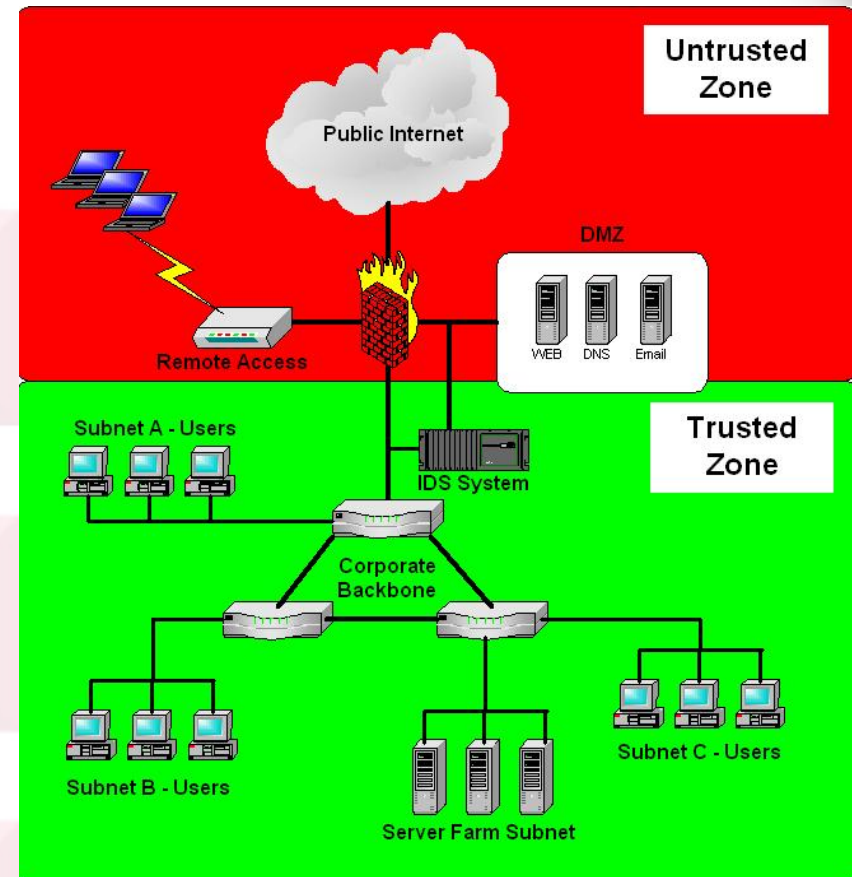 Untrusted
Zone
Public Internet
DMZ
WEB DNS Email
Remote Access
Trusted
Zone
Subnet A - Users
IDS System
Corporate
Backbone
Subnet B - Users
Subnet C - Users
Server Farm Subnet